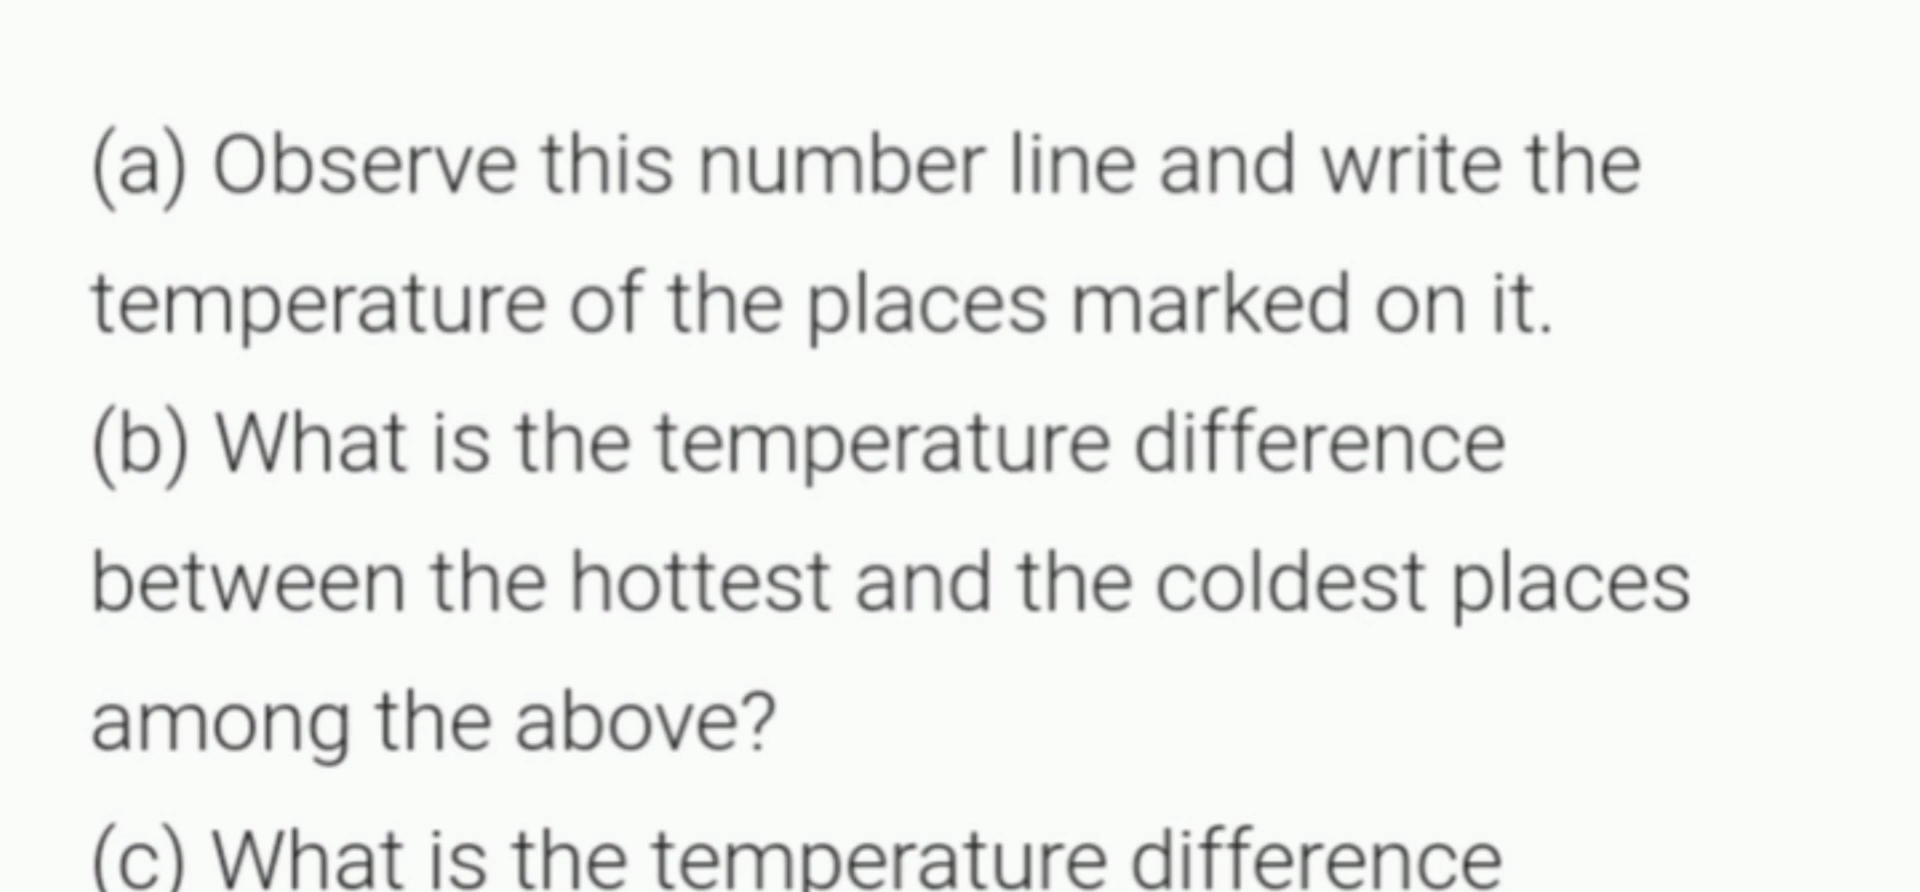 (a) Observe this number line and write the
temperature of the places marked on it.
(b) What is the temperature difference
between the hottest and the coldest places
among the above?
(c) What is the temperature difference